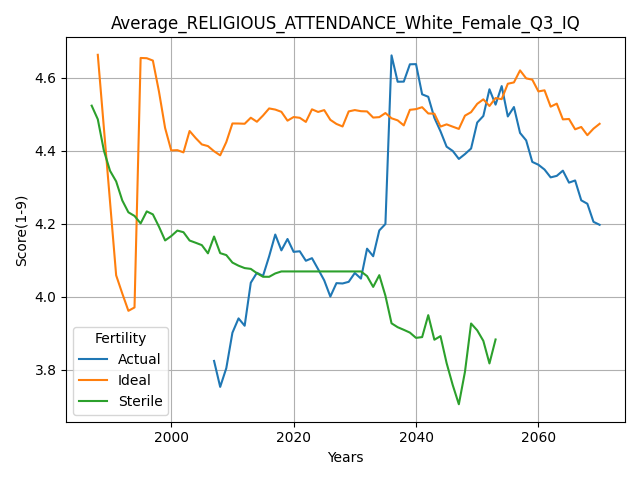 Average_RELIGIOUS_ATTENDANCE_White_Female_Q3_IQ
Score(1-9)
4.6
4.4
4.2
4.0
3.8
Fertility
Actual
Ideal
Sterile
2000
2020
2040
2060
Years